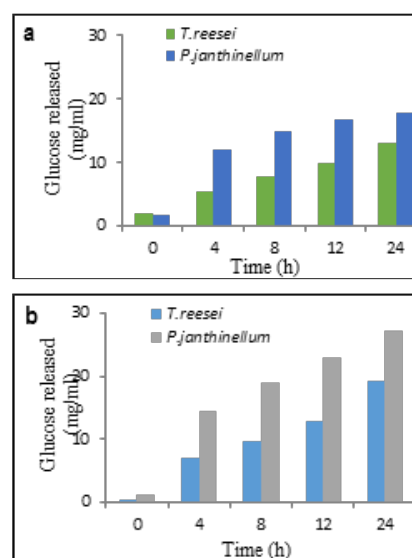 a
30
T.reesei
P.janthinellum
20
10
0
Glucose released
(mg/ml)
0 4 8 12 24
Time (h)
b
30
T.reesei
P.janthinellum
20
10
0
Glucose released
(mg/ml)
0 4 8 12 24
Time (h)